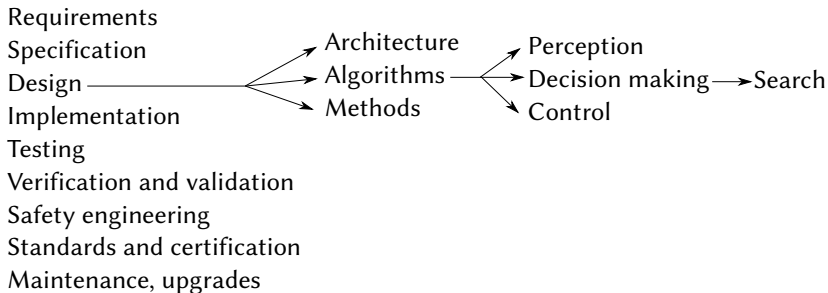 Requirements
Specification
Design
Implementation
Testing
Verification and validation
Safety engineering
Standards and certification
Maintenance, upgrades
Architecture
Algorithms
Methods
Perception
Decision making
Control
Search